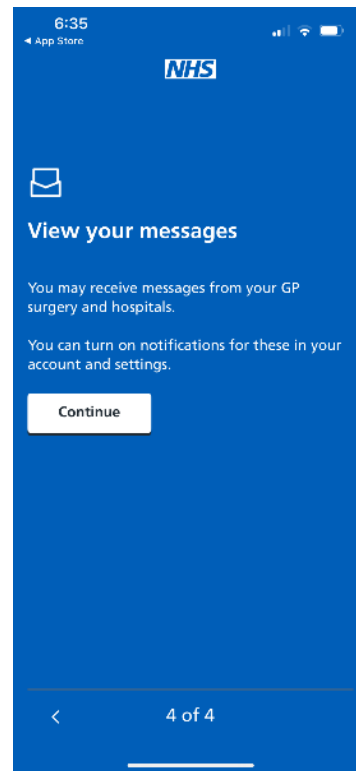 6:35
◄ App Store
NHS
View your messages
You may receive messages from your GP
surgery and hospitals.
You can turn on notifications for these in your
account and settings.
Continue
< 4 of 4